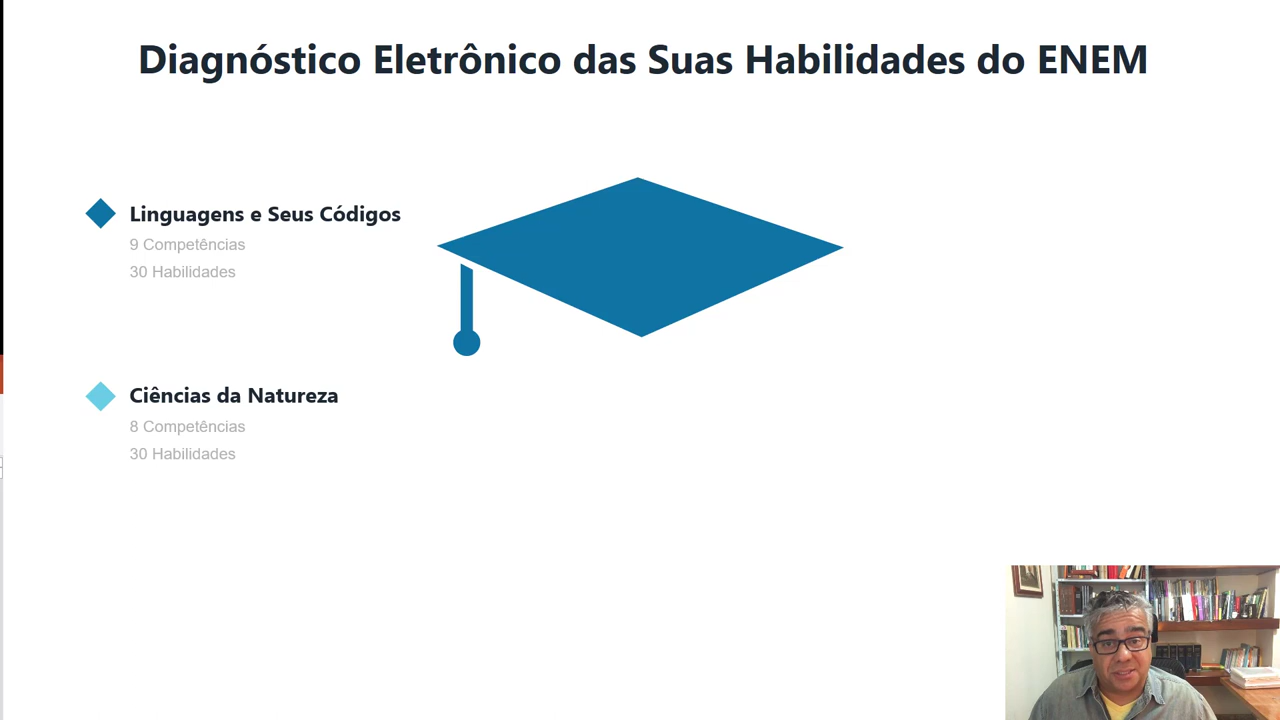 Diagnóstico Eletrônico das Suas Habilidades do ENEM
Linguagens e Seus Códigos
9 Competências
30 Habilidades
Ciências da Natureza
8 Competências
30 Habilidades